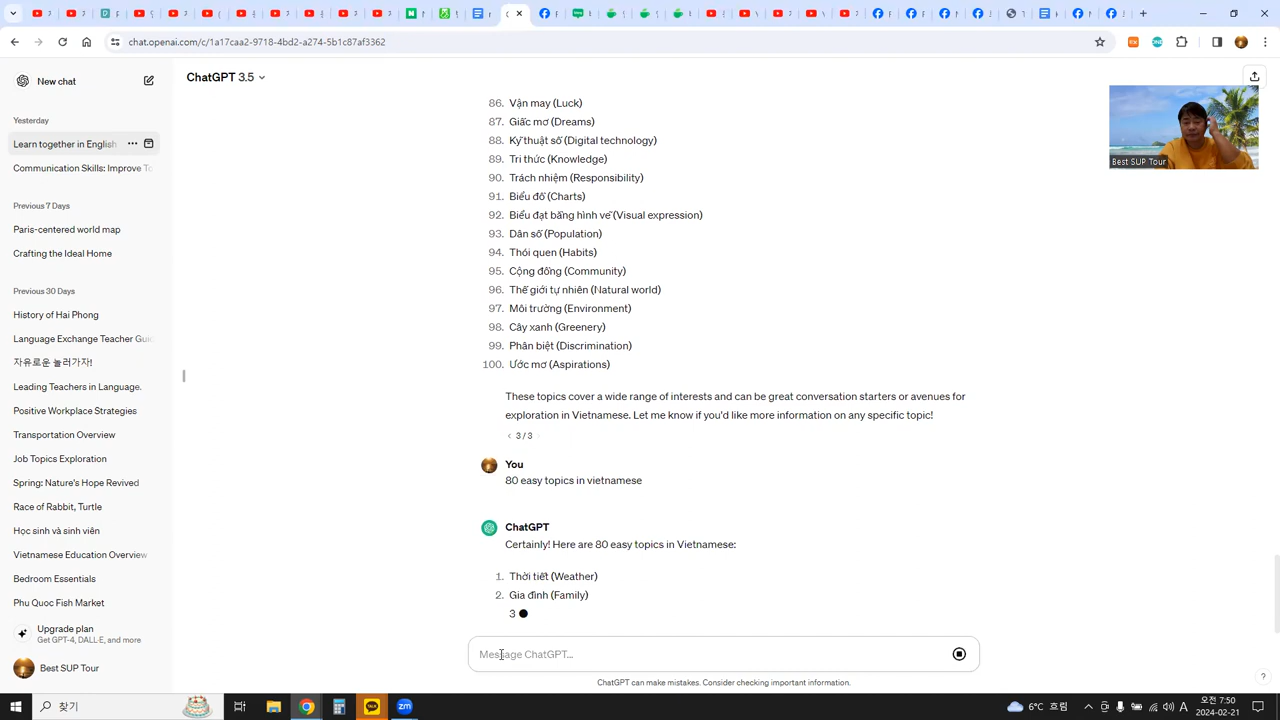 chat.openai.com/c/1a17caa2-9718-4bd2-a274-5b1c87af3362
New chat
ChatGPT 3.5
Yesterday
Learn together in English
Communication Skills: Improve To
Previous 7 Days
Paris-centered world map
Crafting the Ideal Home
Previous 30 Days
History of Hai Phong
Language Exchange Teacher Gui
자유로운 놀러가자!
Leading Teachers in Language.
Positive Workplace Strategies
Transportation Overview
Job Topics Exploration
Spring: Nature's Hope Revived
Race of Rabbit, Turtle
Học sinh và sinh viên
Vietnamese Education Overview
Bedroom Essentials
Phu Quoc Fish Market
Upgrade plan
Get GPT-4, DALL·E, and more
Best SUP Tour
86. Vận may (Luck)
87. Giấc mơ (Dreams)
88. Kỹ thuật số (Digital technology)
89. Tri thức (Knowledge)
90. Trách nhiệm (Responsibility)
91. Biểu đồ (Charts)
92. Biểu đạt bằng hình vẽ (Visual expression)
93. Dân số (Population)
94. Thói quen (Habits)
95. Cộng đồng (Community)
96. Thế giới tự nhiên (Natural world)
97. Môi trường (Environment)
98. Cây xanh (Greenery)
99. Phân biệt (Discrimination)
100. Ước mơ (Aspirations)
These topics cover a wide range of interests and can be great conversation starters or avenues for
exploration in Vietnamese. Let me know if you'd like more information on any specific topic!
3 / 3
You
80 easy topics in vietnamese
ChatGPT
Certainly! Here are 80 easy topics in Vietnamese:
1. Thời tiết (Weather)
2. Gia đình (Family)
3
Message ChatGPT...
ChatGPT can make mistakes. Consider checking important information.
?
Best SUP Tour
찾기
zm
6°C 흐림
A
오전 7:50
2024-02-21